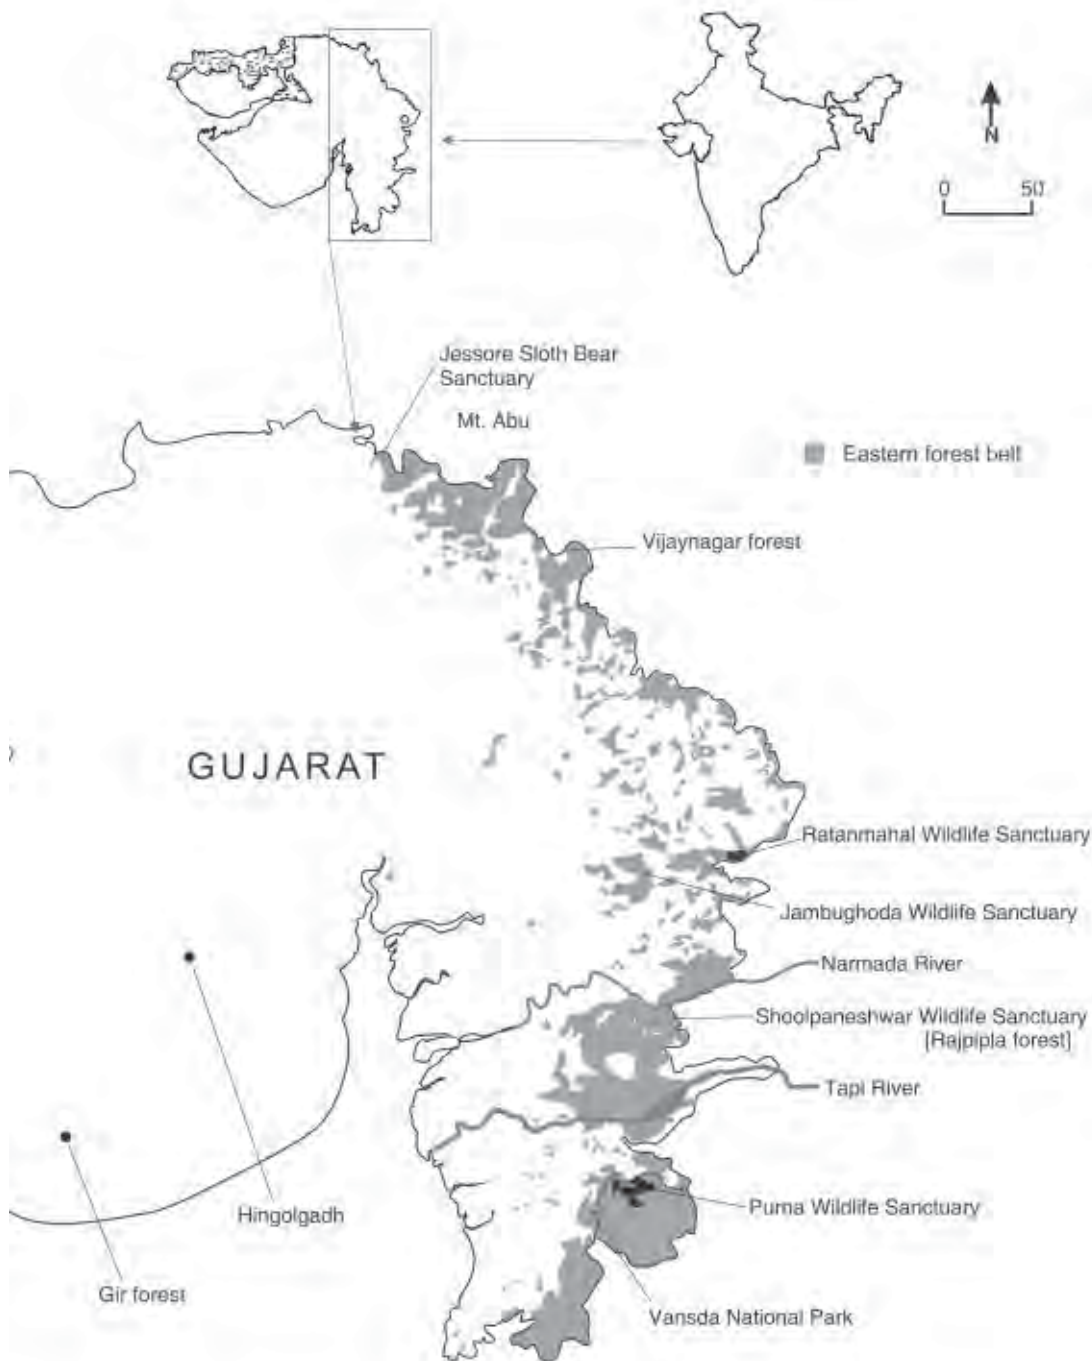 N
0 50
Jessore Sloth Bear
Sanctuary
Mt. Abu
Eastern forest belt
Vijaynagar forest
GUJARAT
Ratanmahal Wildlife Sanctuary
Jambughoda Wildlife Sanctuary
Narmada River
Shoolpaneshwar Wildlife Sanctuary
[Rajpipla forest]
Tapi River
Purna Wildlife Sanctuary
Hingolgadh
Gir forest
Vansda National Park